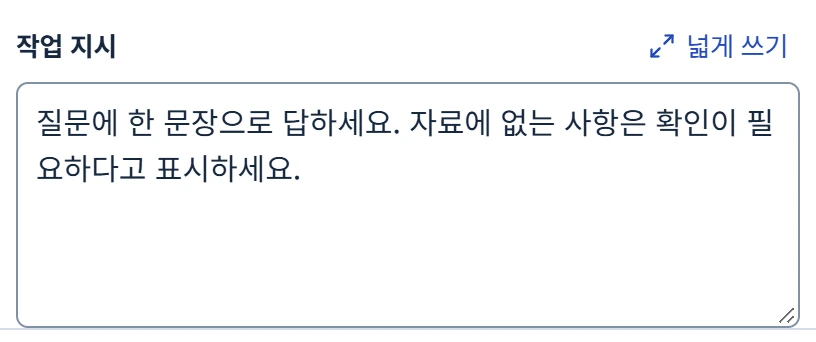 작업 지시
넓게 쓰기
질문에 한 문장으로 답하세요. 자료에 없는 사항은 확인이 필
요하다고 표시하세요.